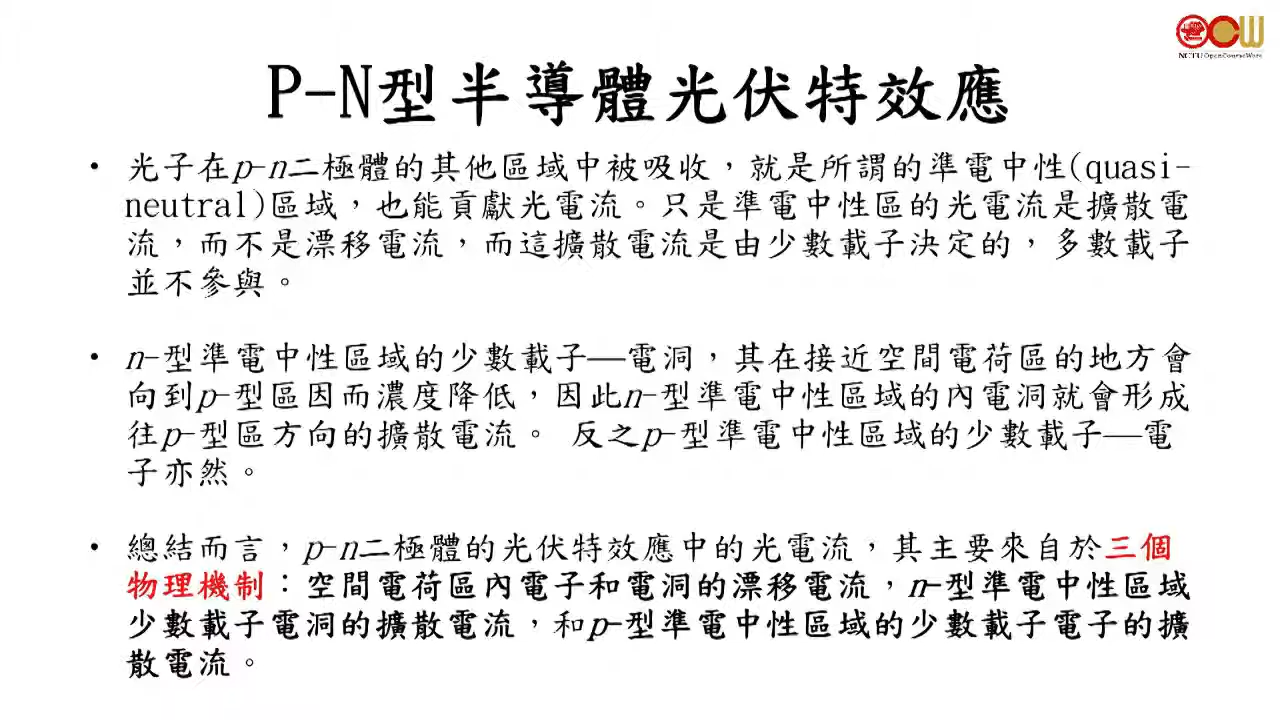 OCW
NCTU OpenCourseWare
P-N型半導體光伏特效應
• 光子在p-n二極體的其他區域中被吸收，就是所謂的準電中性(quasi-
neutral)區域，也能貢獻光電流。只是準電中性區的光電流是擴散電
流，而不是漂移電流，而這擴散電流是由少數載子決定的，多數載子
並不參與。
• n-型準電中性區域的少數載子——電洞，其在接近空間電荷區的地方會
向到p-型區因而濃度降低，因此n-型準電中性區域的內電洞就會形成
往p-型區方向的擴散電流。 反之p-型準電中性區域的少數載子——電
子亦然。
• 總結而言，p-n二極體的光伏特效應中的光電流，其主要來自於三個
物理機制：空間電荷區內電子和電洞的漂移電流，n-型準電中性區域
少數載子電洞的擴散電流，和p-型準電中性區域的少數載子電子的擴
散電流。